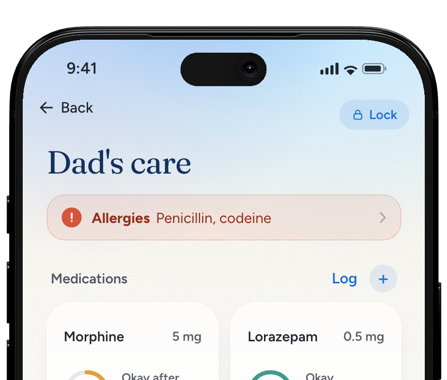 9:41
Back
Lock
Dad's care
Allergies Penicillin, codeine
Medications Log
Morphine 5 mg
Lorazepam 0.5 mg
Okay after
Okay